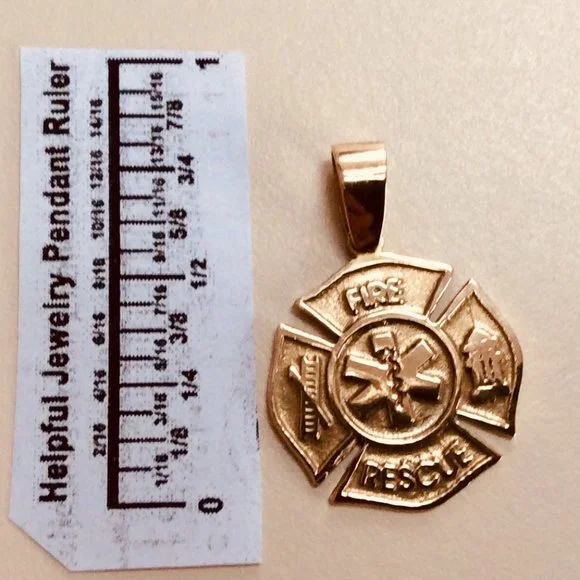 Helpful Jewelry Pendant Ruler
2/16 4/16 6/16 8/16 10/16 12/16 14/16
1/16 3/16 5/16 7/16 9/16 11/16 13/16 15/16
1/8 1/4 3/8 1/2 5/8 3/4 7/8
0 1
FIRE
RESCUE